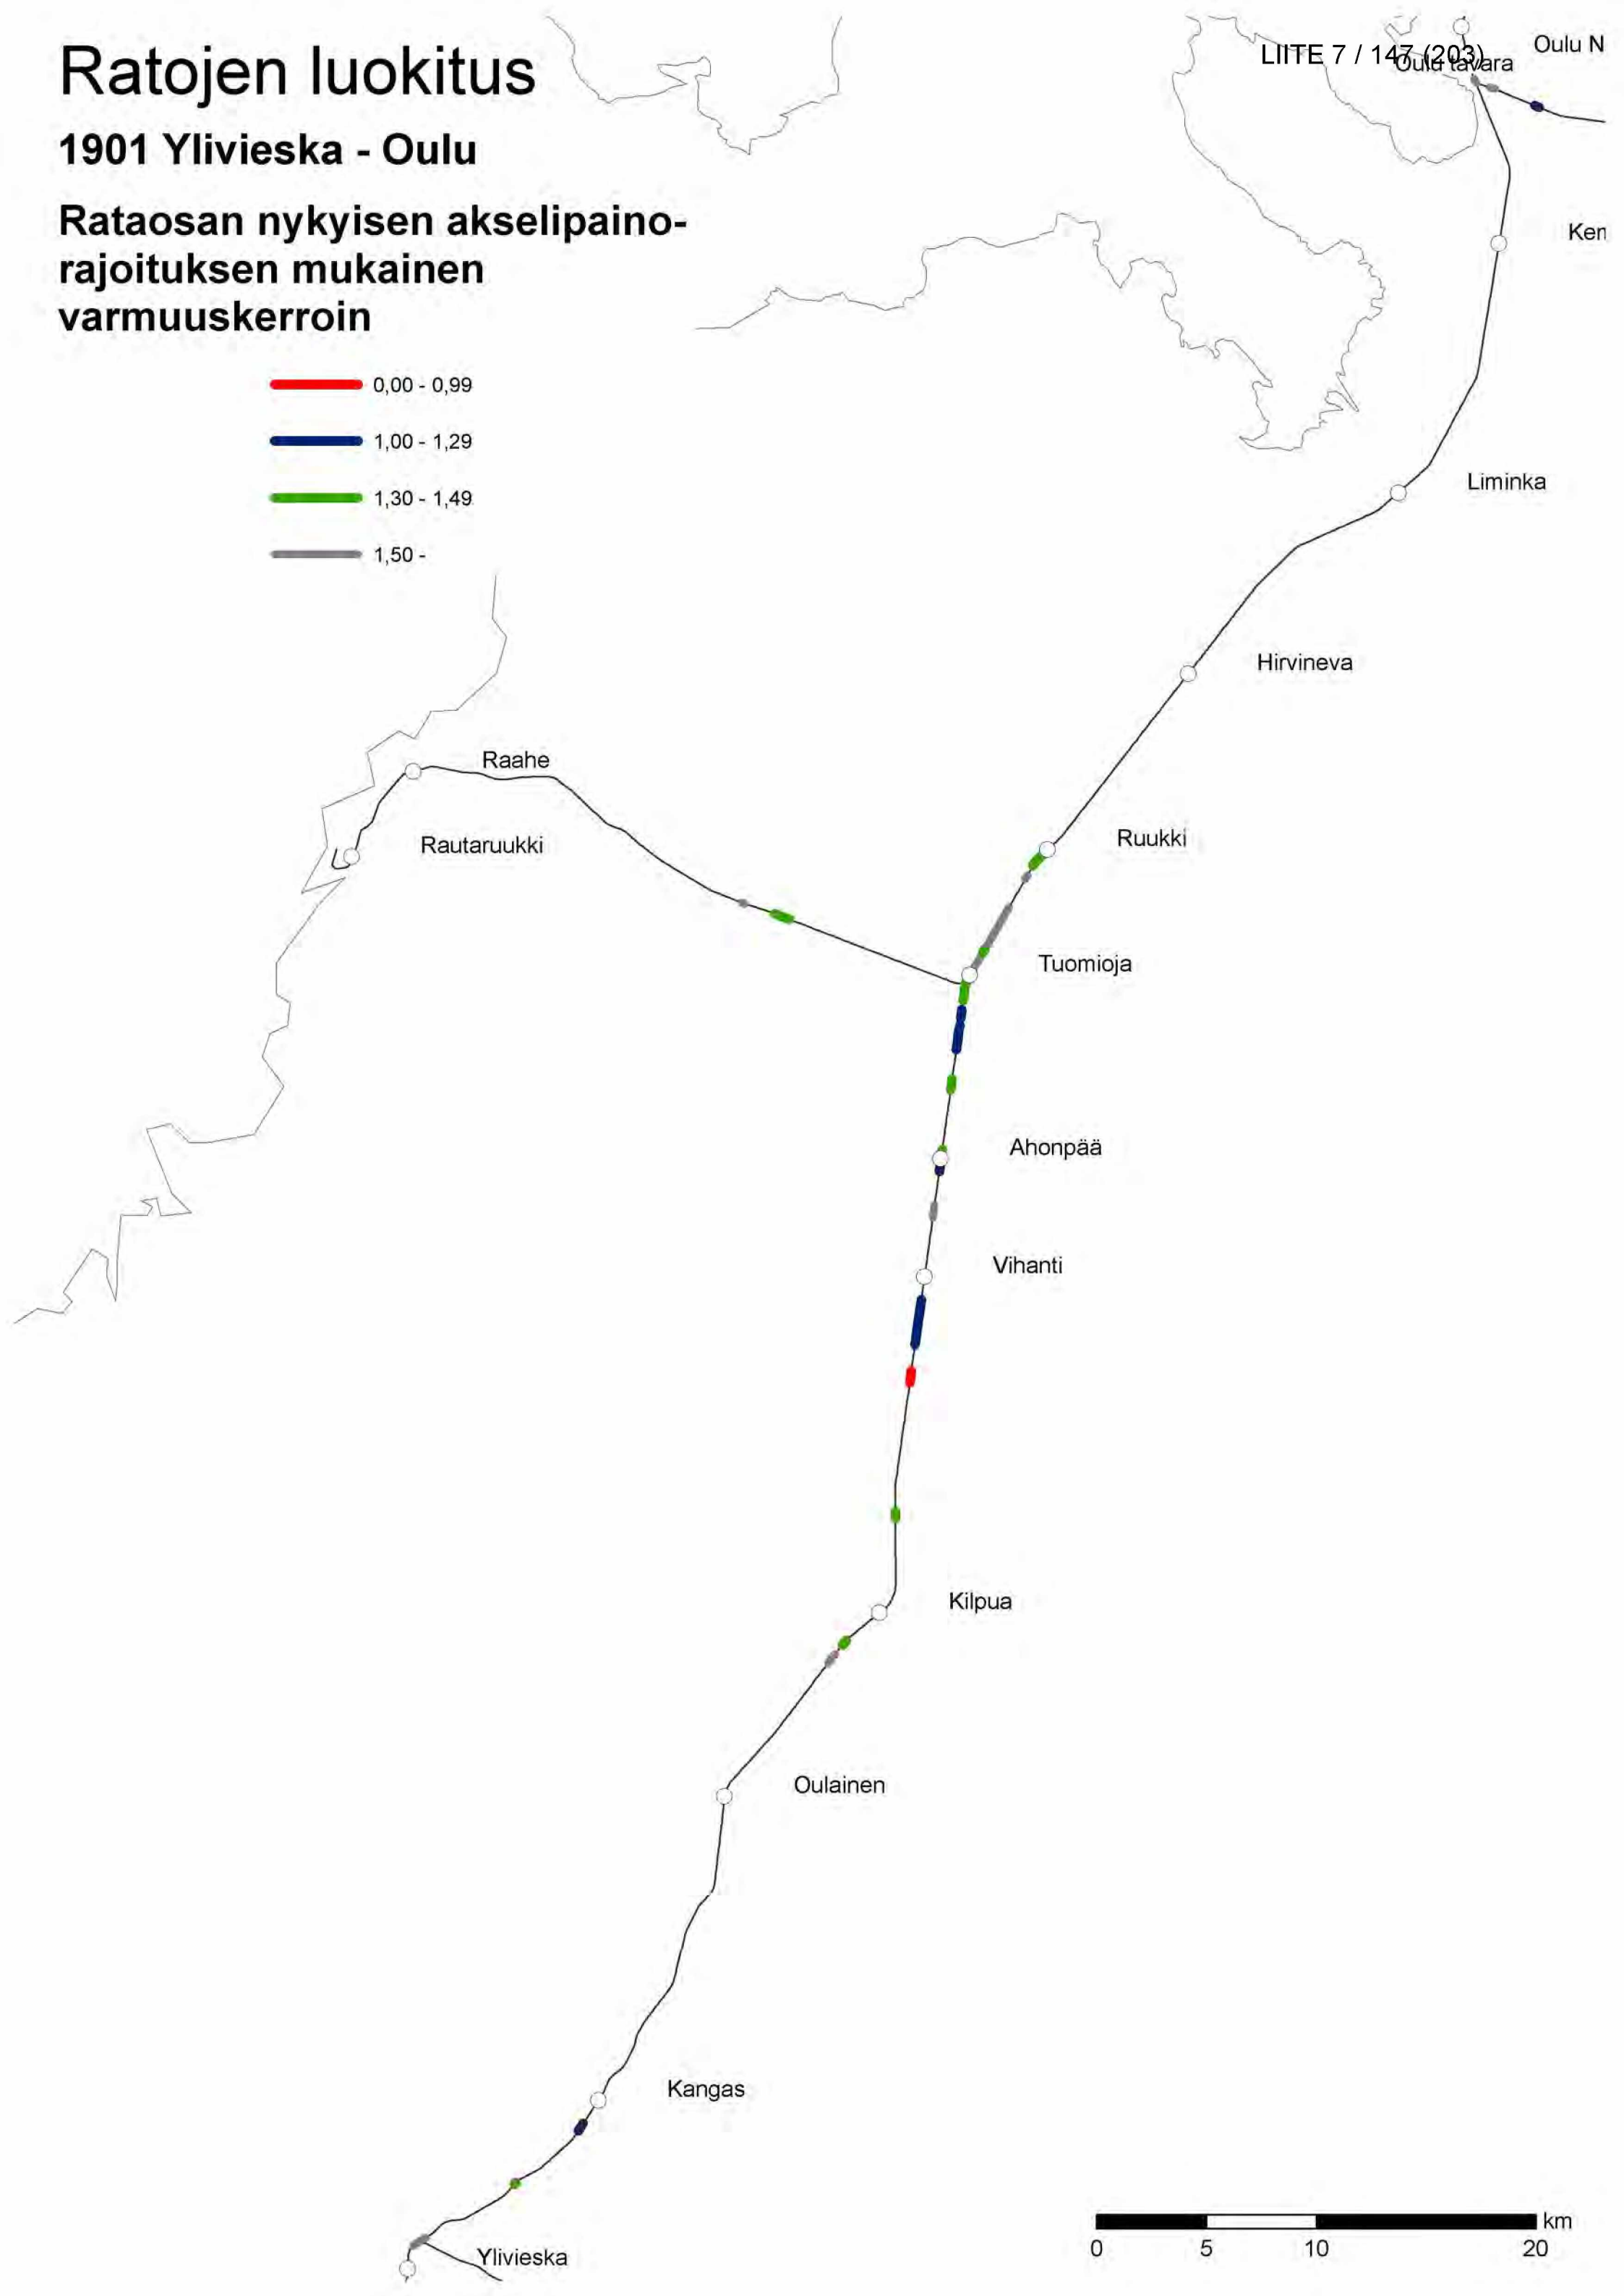 Ratojen luokitus
1901 Ylivieska - Oulu
Rataosan nykyisen akselipaino-
rajoituksen mukainen
varmuuskerroin
0,00 - 0,99
1,00 - 1,29
1,30 - 1,49
1,50 -
LIITE 7 / 147 (203)
Oulu N
Oulu tavara
Ken
Liminka
Hirvineva
Raahe
Rautaruukki
Ruukki
Tuomioja
Ahonpää
Vihanti
Kilpua
Oulainen
Kangas
Ylivieska
km
0 5 10 20